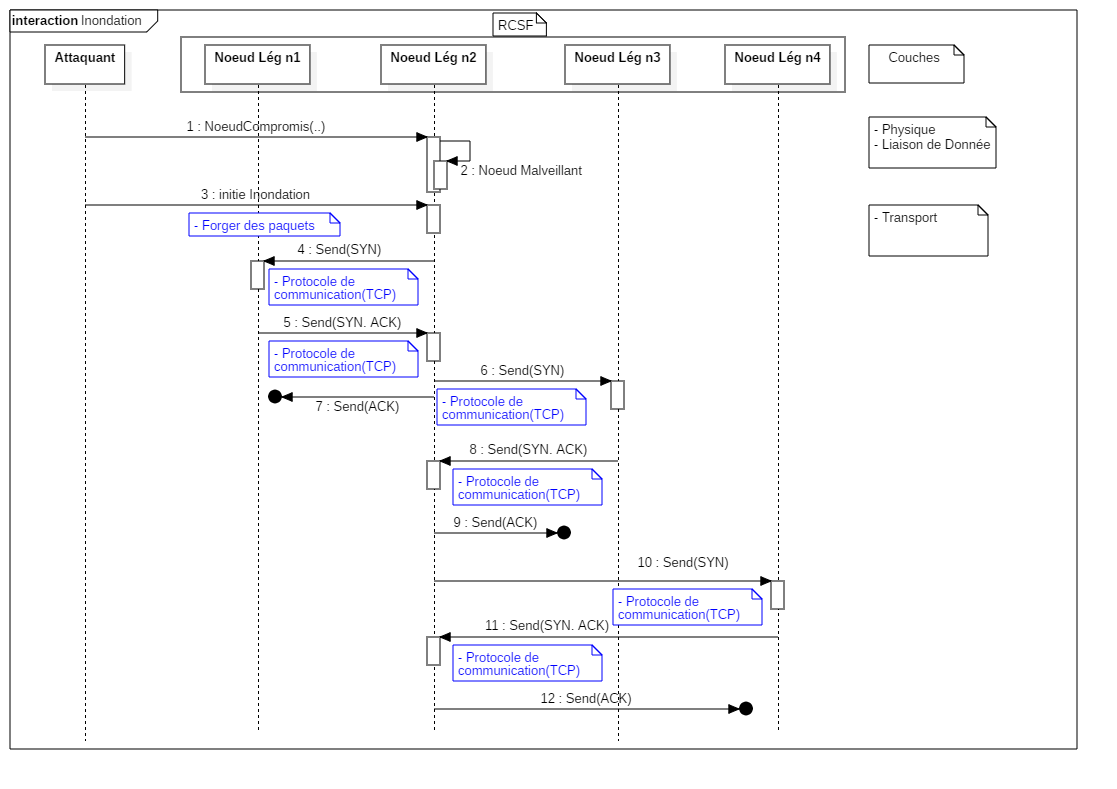 interaction Inondation
RCSF
Attaquant
Noeud Lég n1
Noeud Lég n2
Noeud Lég n3
Noeud Lég n4
Couches
1 : NoeudCompromis(..)
- Physique
- Liaison de Donnée
2 : Noeud Malveillant
3 : initie Inondation
- Transport
- Forger des paquets
4 : Send(SYN)
- Protocole de
communication(TCP)
5 : Send(SYN. ACK)
- Protocole de
communication(TCP)
6 : Send(SYN)
7 : Send(ACK)
- Protocole de
communication(TCP)
8 : Send(SYN. ACK)
- Protocole de
communication(TCP)
9 : Send(ACK)
10 : Send(SYN)
- Protocole de
communication(TCP)
11 : Send(SYN. ACK)
- Protocole de
communication(TCP)
12 : Send(ACK)